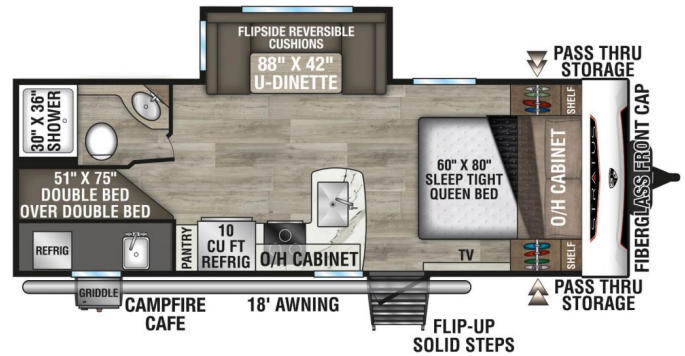 FLIPSIDE REVERSIBLE
CUSHIONS
88" X 42"
U-DINETTE
PASS THRU
STORAGE
30" X 36"
SHOWER
SHELF
FIBERGLASS FRONT CAP
51" X 75"
DOUBLE BED
OVER DOUBLE BED
60" X 80"
SLEEP TIGHT
QUEEN BED
O/H CABINET
STRATUS
REFRIG
PANTRY
10
CU FT
REFRIG
O/H CABINET
TV
SHELF
GRIDDLE
CAMPFIRE
CAFE
18' AWNING
FLIP-UP
SOLID STEPS
PASS THRU
STORAGE